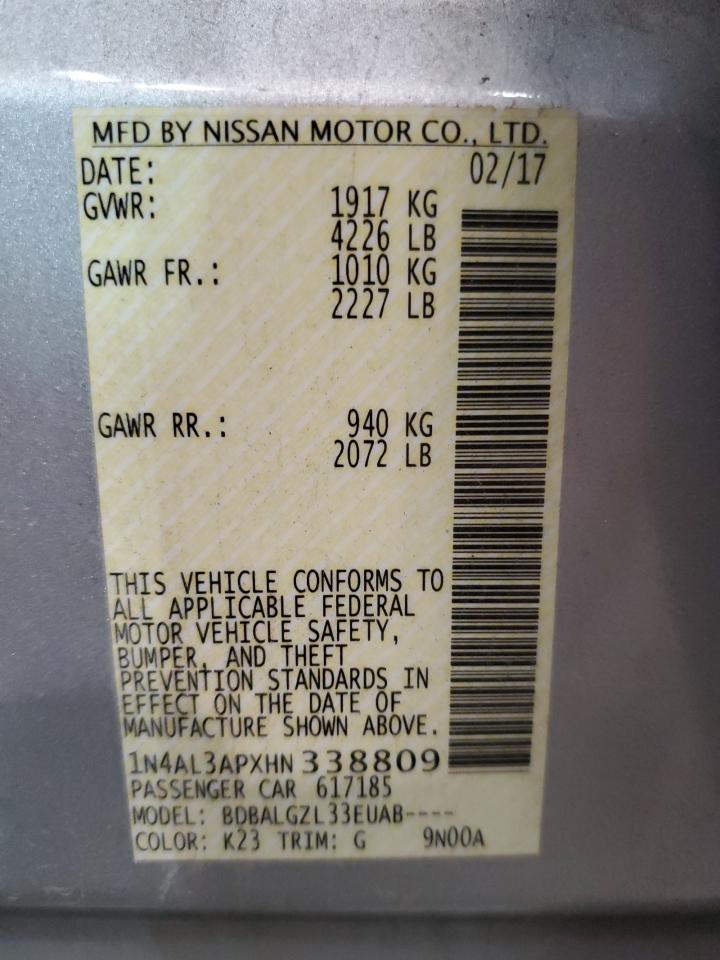 MFD BY NISSAN MOTOR CO., LTD.
DATE: 02/17
GVWR: 1917 KG
4226 LB
GAWR FR.: 1010 KG
2227 LB
GAWR RR.: 940 KG
2072 LB
THIS VEHICLE CONFORMS TO
ALL APPLICABLE FEDERAL
MOTOR VEHICLE SAFETY,
BUMPER, AND THEFT
PREVENTION STANDARDS IN
EFFECT ON THE DATE OF
MANUFACTURE SHOWN ABOVE.
1N4AL3APXHN 338809
PASSENGER CAR 617185
MODEL: BDBALGZL33EUAB----
COLOR: K23 TRIM: G 9N00A